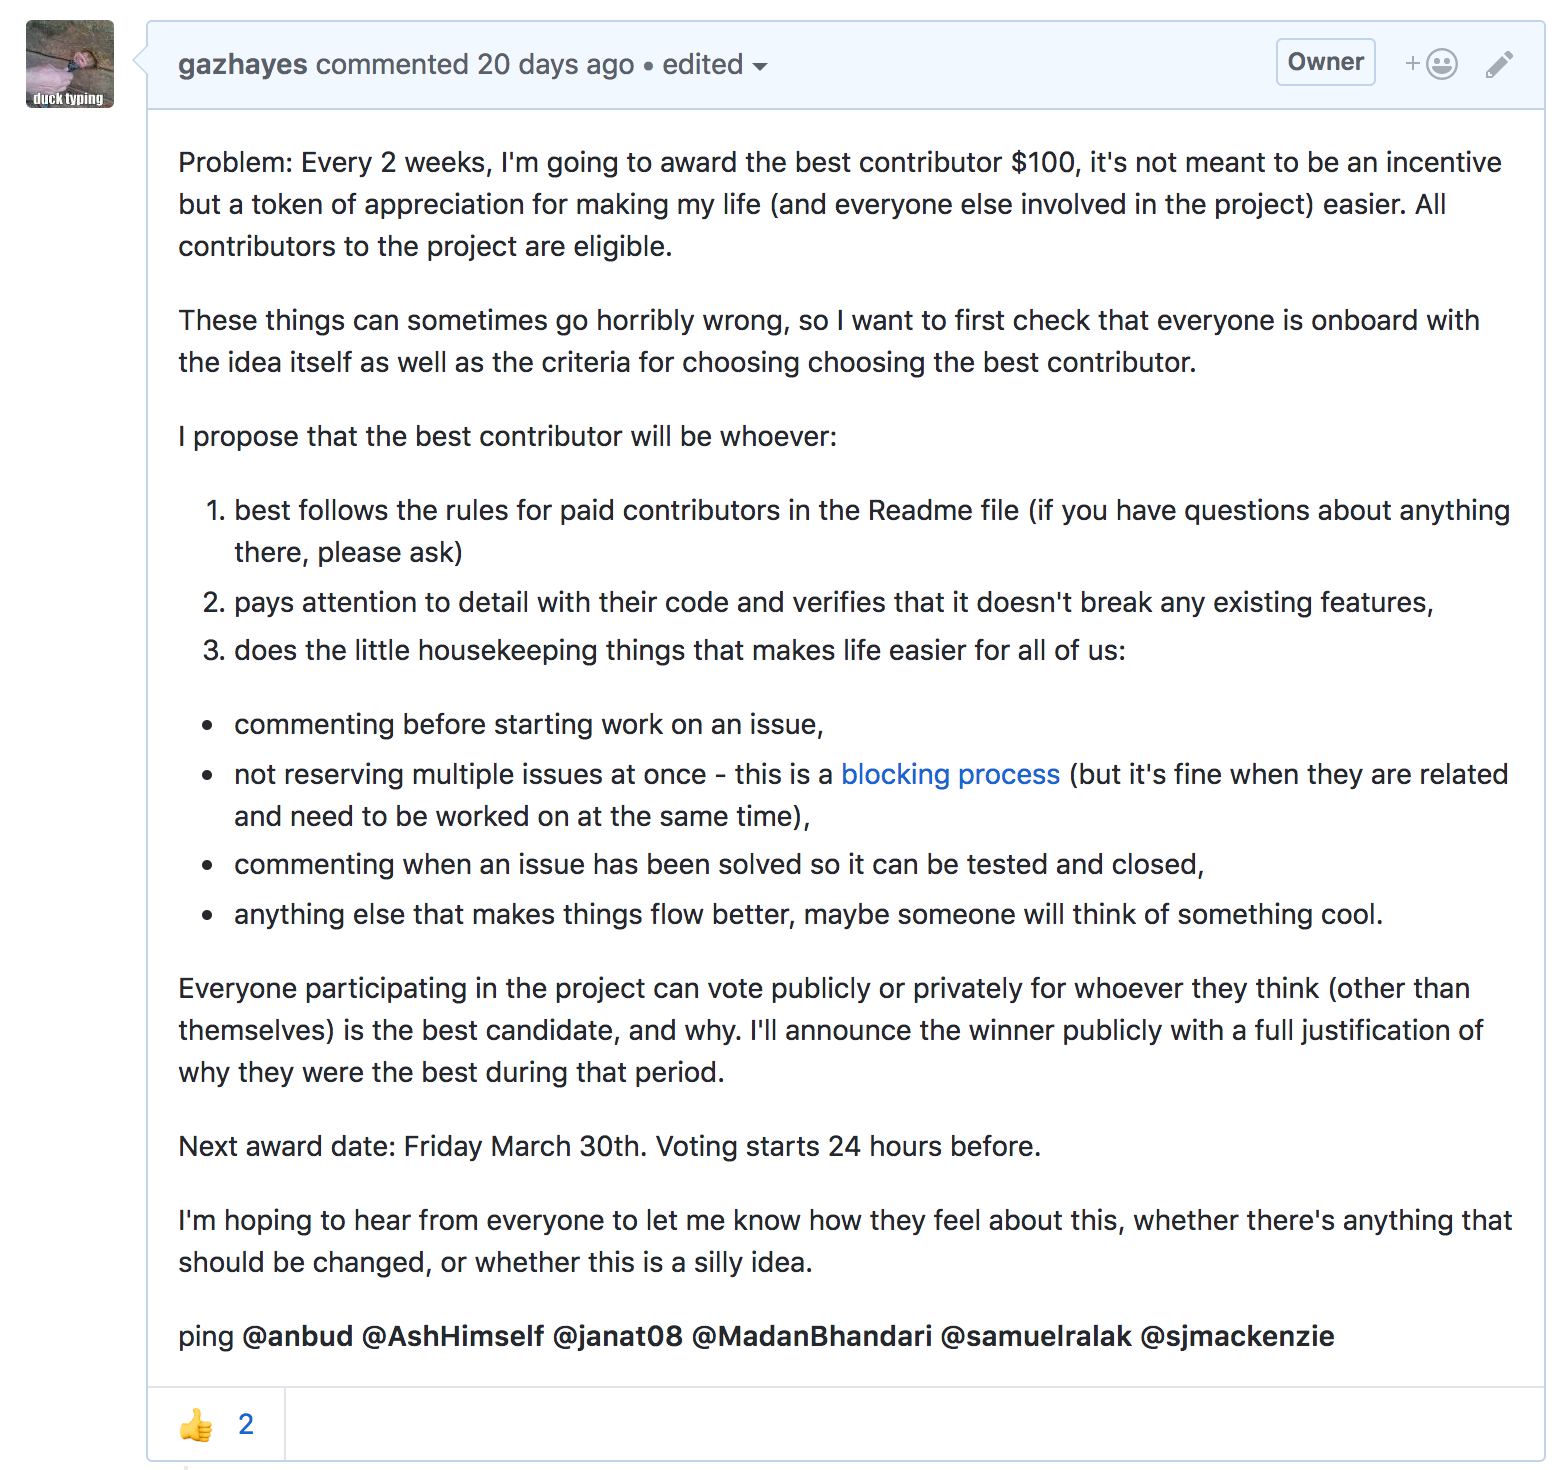 duck typing
gazhayes commented 20 days ago • edited
Owner
Problem: Every 2 weeks, I'm going to award the best contributor $100, it's not meant to be an incentive
but a token of appreciation for making my life (and everyone else involved in the project) easier. All
contributors to the project are eligible.
These things can sometimes go horribly wrong, so I want to first check that everyone is onboard with
the idea itself as well as the criteria for choosing choosing the best contributor.
I propose that the best contributor will be whoever:
1. best follows the rules for paid contributors in the Readme file (if you have questions about anything
there, please ask)
2. pays attention to detail with their code and verifies that it doesn't break any existing features,
3. does the little housekeeping things that makes life easier for all of us:
• commenting before starting work on an issue,
• not reserving multiple issues at once - this is a blocking process (but it's fine when they are related
and need to be worked on at the same time),
• commenting when an issue has been solved so it can be tested and closed,
• anything else that makes things flow better, maybe someone will think of something cool.
Everyone participating in the project can vote publicly or privately for whoever they think (other than
themselves) is the best candidate, and why. I'll announce the winner publicly with a full justification of
why they were the best during that period.
Next award date: Friday March 30th. Voting starts 24 hours before.
I'm hoping to hear from everyone to let me know how they feel about this, whether there's anything that
should be changed, or whether this is a silly idea.
ping @anbud @AshHimself @janat08 @MadanBhandari @samuelralak @sjmackenzie
👍 2